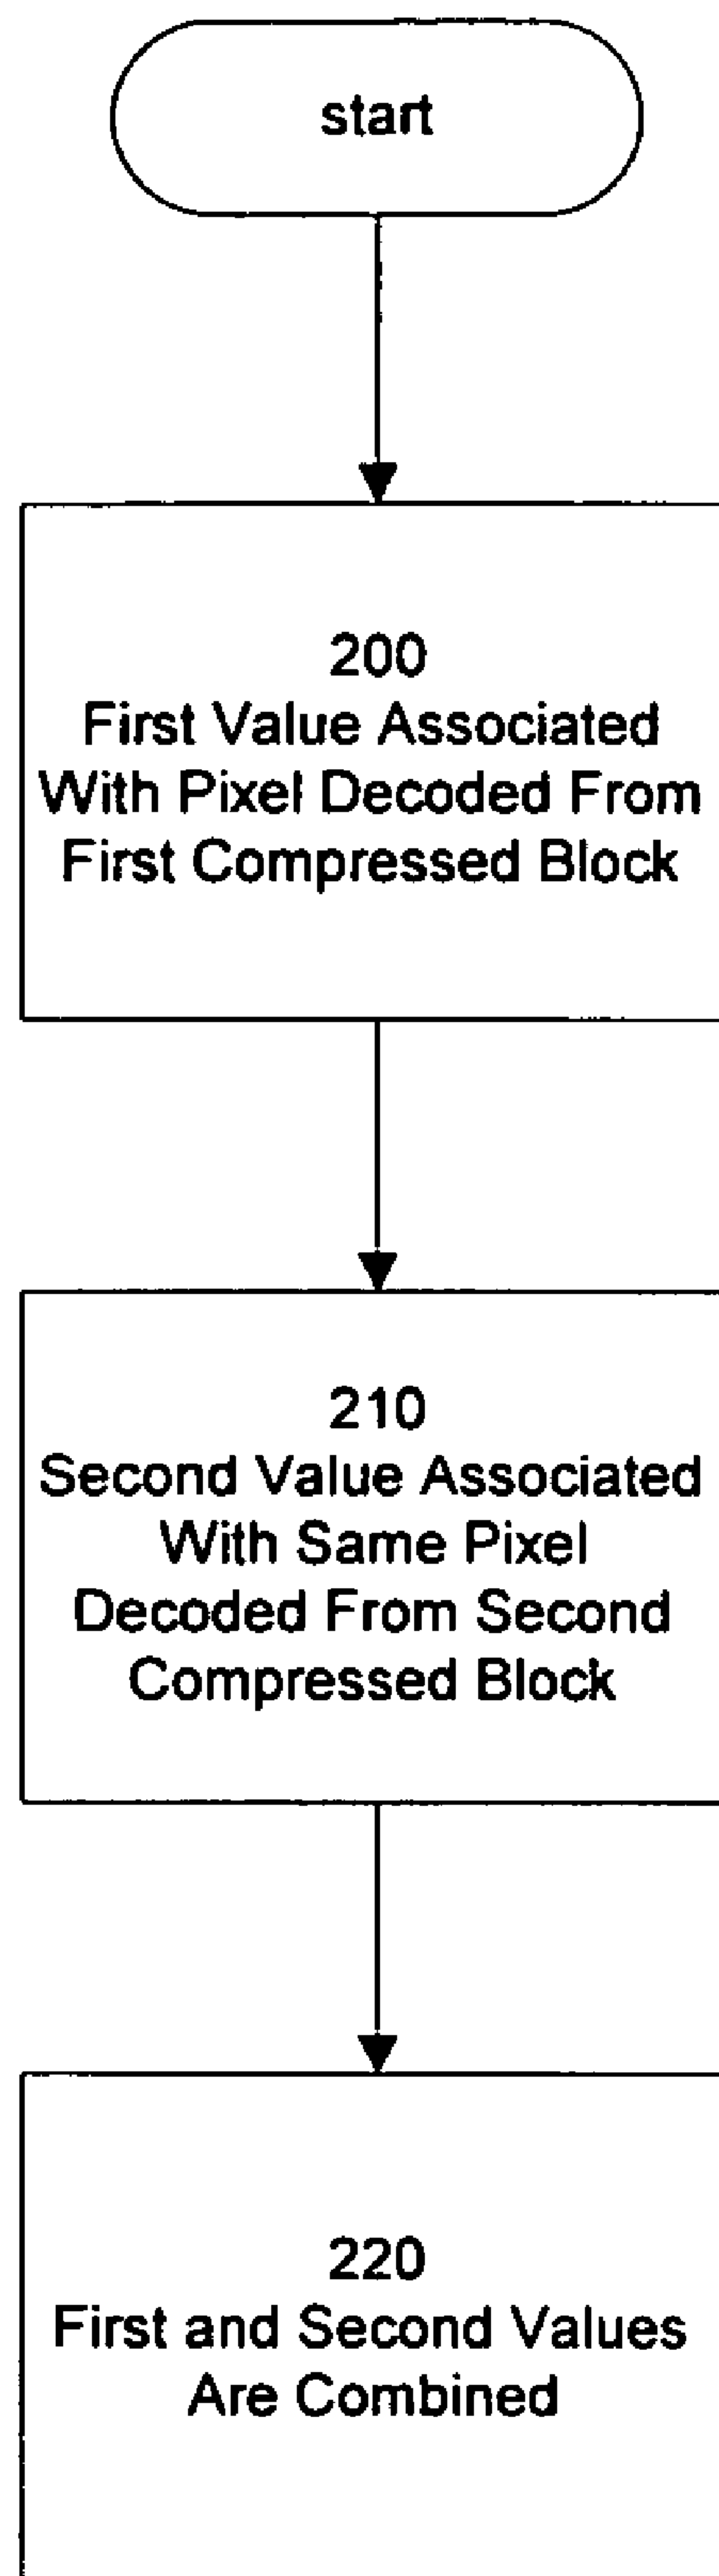 start
200
First Value Associated
With Pixel Decoded From
First Compressed Block
210
Second Value Associated
With Same Pixel
Decoded From Second
Compressed Block
220
First and Second Values
Are Combined